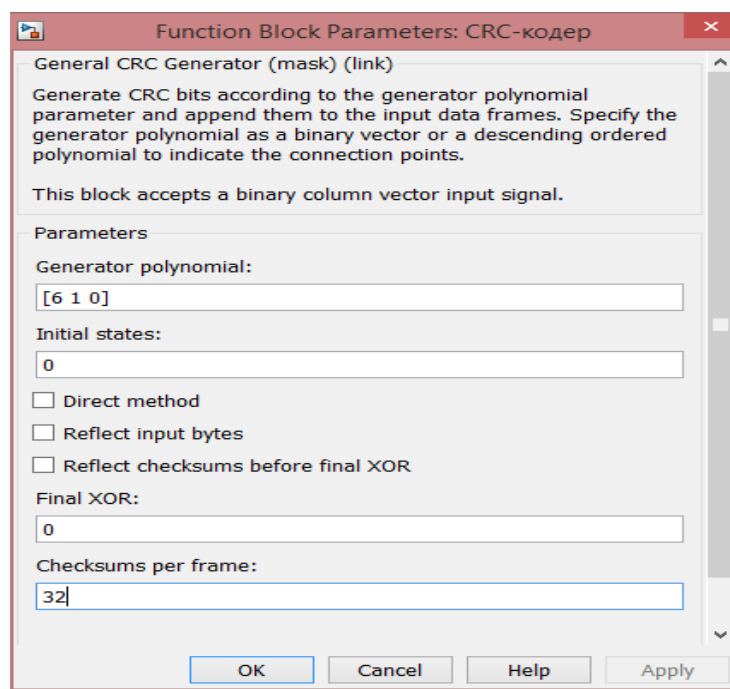 Function Block Parameters: CRC-кодер
General CRC Generator (mask) (link)
Generate CRC bits according to the generator polynomial
parameter and append them to the input data frames. Specify the
generator polynomial as a binary vector or a descending ordered
polynomial to indicate the connection points.
This block accepts a binary column vector input signal.
Parameters
Generator polynomial:
[6 1 0]
Initial states:
0
Direct method
Reflect input bytes
Reflect checksums before final XOR
Final XOR:
0
Checksums per frame:
32
OK Cancel Help Apply